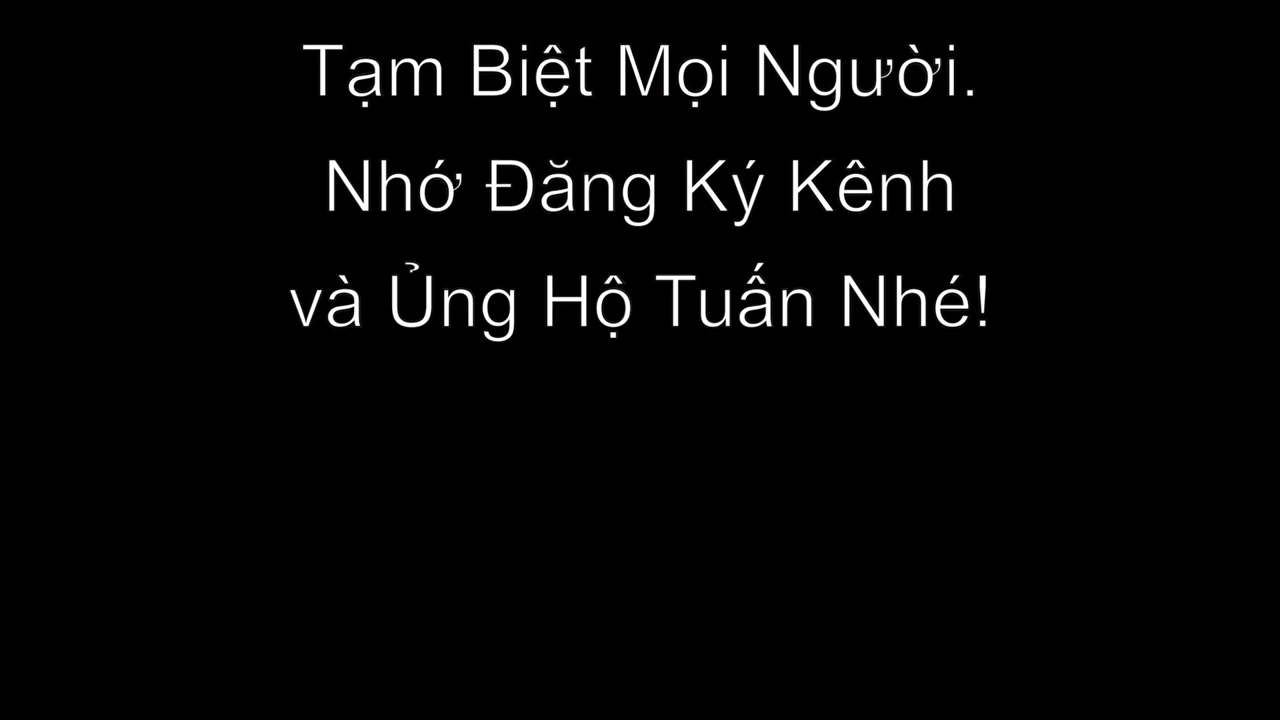 Tạm Biệt Mọi Người.
Nhớ Đăng Ký Kênh
và Ủng Hộ Tuấn Nhé!